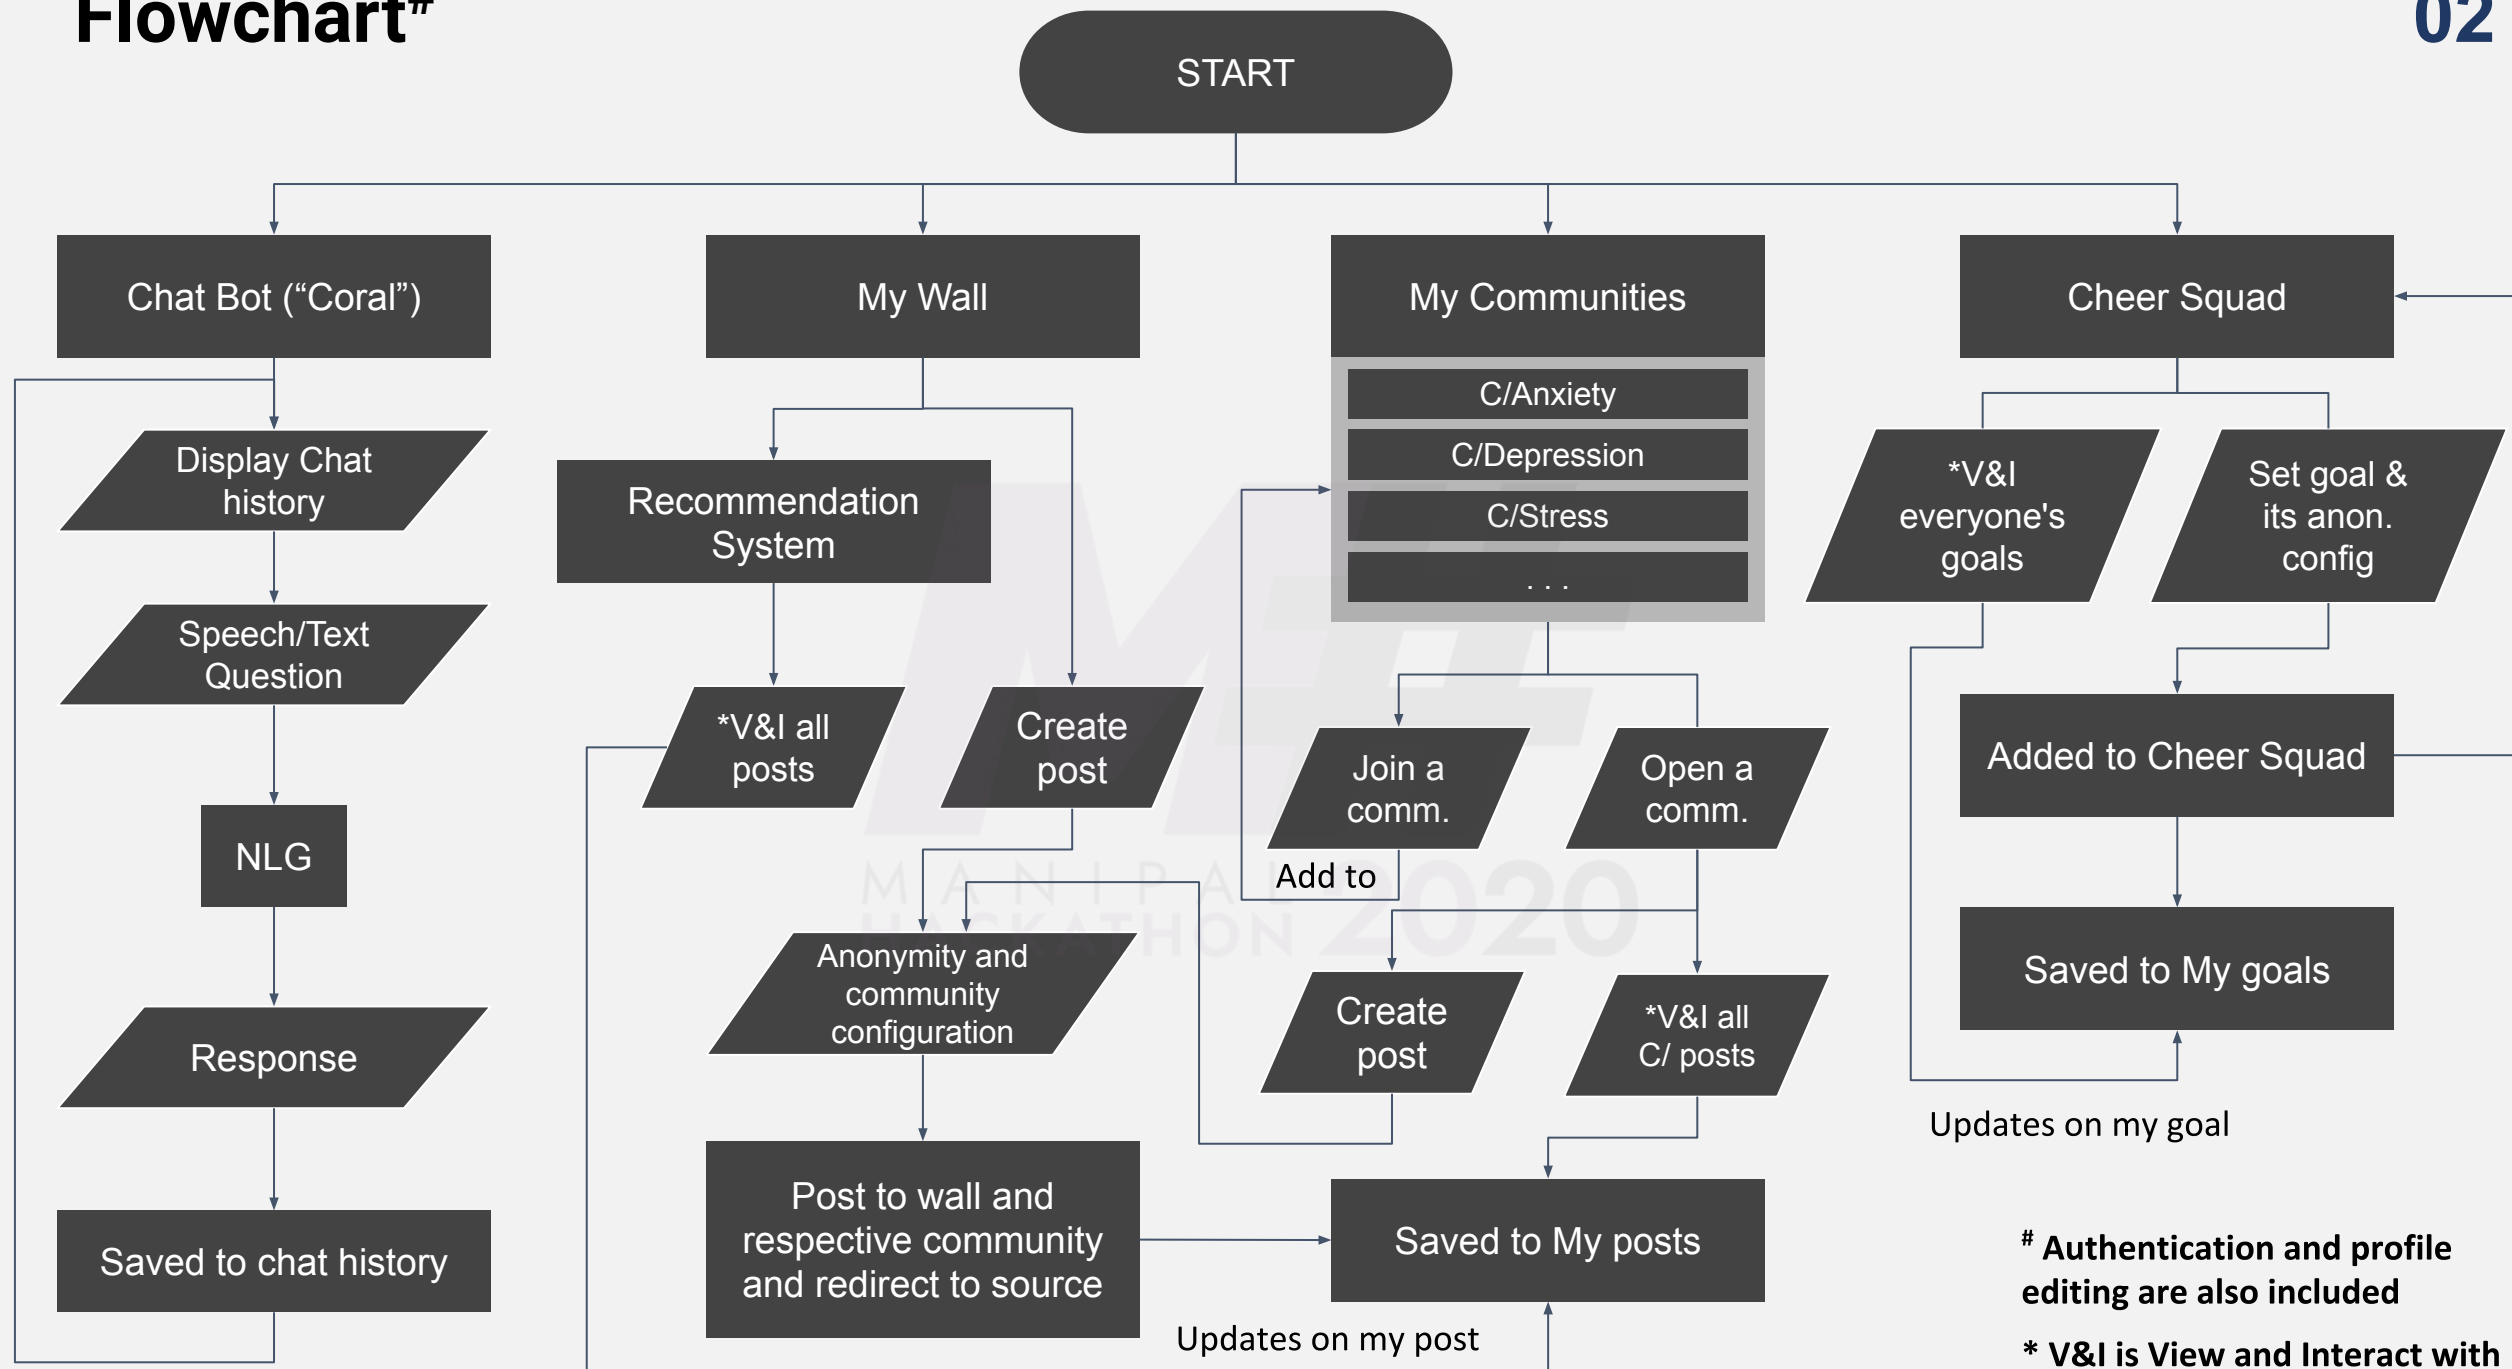 Flowchart#
02
START
Chat Bot (“Coral”)
My Wall
My Communities
Cheer Squad
C/Anxiety
C/Depression
C/Stress
. . .
Display Chat
history
Speech/Text
Question
NLG
Response
Saved to chat history
Recommendation
System
*V&I all
posts
Create
post
Anonymity and
community
configuration
Post to wall and
respective community
and redirect to source
Join a
comm.
Open a
comm.
Add to
Create
post
*V&I all
C/ posts
Saved to My posts
Updates on my post
*V&I
everyone's
goals
Set goal &
its anon.
config
Added to Cheer Squad
Saved to My goals
Updates on my goal
# Authentication and profile
editing are also included
* V&I is View and Interact with
MANIPAL
HACKATHON 2020